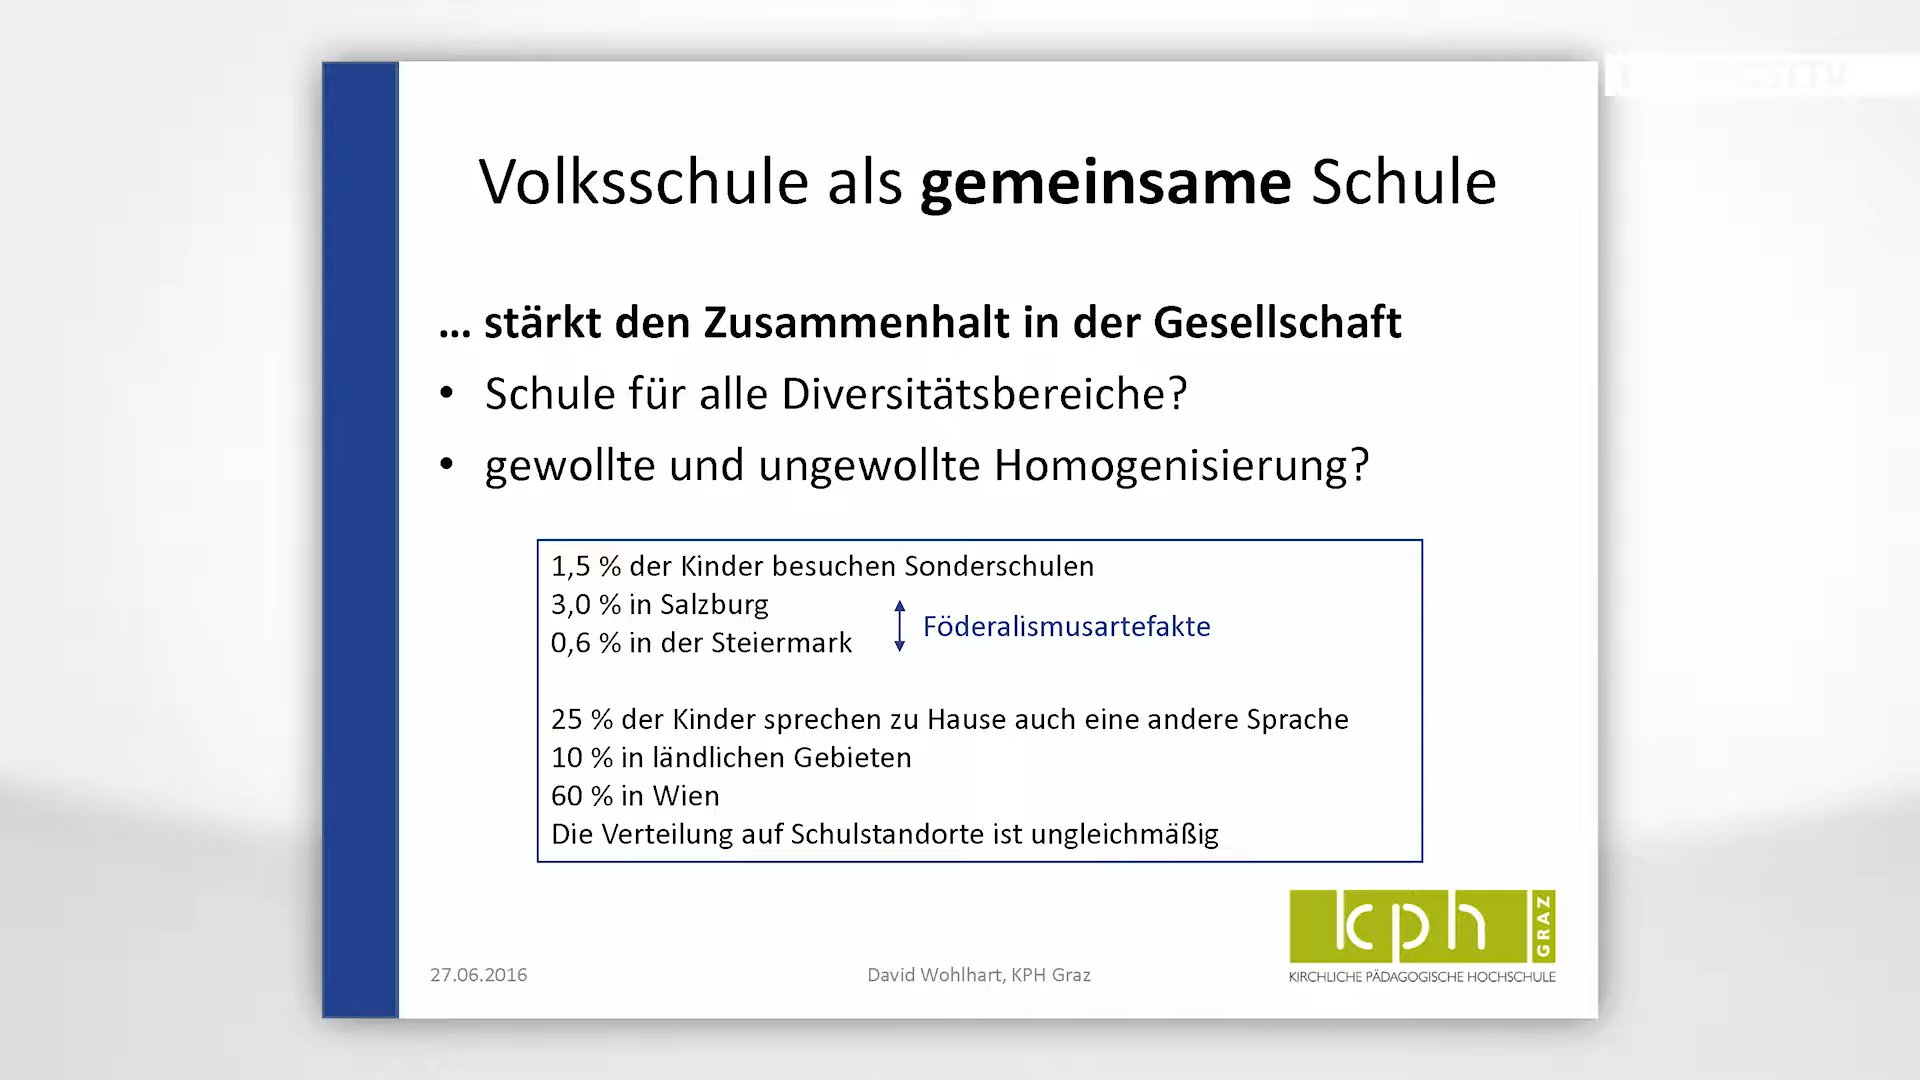 Volksschule als gemeinsame Schule
... stärkt den Zusammenhalt in der Gesellschaft
• Schule für alle Diversitätsbereiche?
• gewollte und ungewollte Homogenisierung?
1,5 % der Kinder besuchen Sonderschulen
3,0 % in Salzburg
0,6 % in der Steiermark
Föderalismusartefakte
25 % der Kinder sprechen zu Hause auch eine andere Sprache
10 % in ländlichen Gebieten
60 % in Wien
Die Verteilung auf Schulstandorte ist ungleichmäßig
kph GRAZ
KIRCHLICHE PÄDAGOGISCHE HOCHSCHULE
27.06.2016
David Wohlhart, KPH Graz